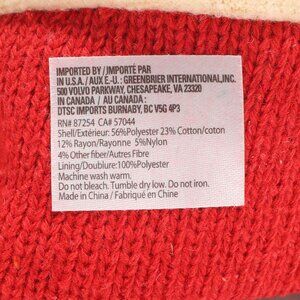 IMPORTED BY / IMPORTÉ PAR
IN U.S.A / AUX É.-U. : GREENBRIER INTERNATIONAL, INC.
500 VOLVO PARKWAY, CHESAPEAKE, VA 23320
IN CANADA / AU CANADA :
DTSC IMPORTS BURNABY, BC V5G 4P3
RN# 87254 CA# 57044
Shell/Extérieur: 56%Polyester 23% Cotton/coton
12% Rayon/Rayonne 5%Nylon
4% Other fiber/Autres Fibre
Lining/Doublure: 100%Polyester
Machine wash warm.
Do not bleach. Tumble dry low. Do not iron.
Made in China / Fabriqué en Chine